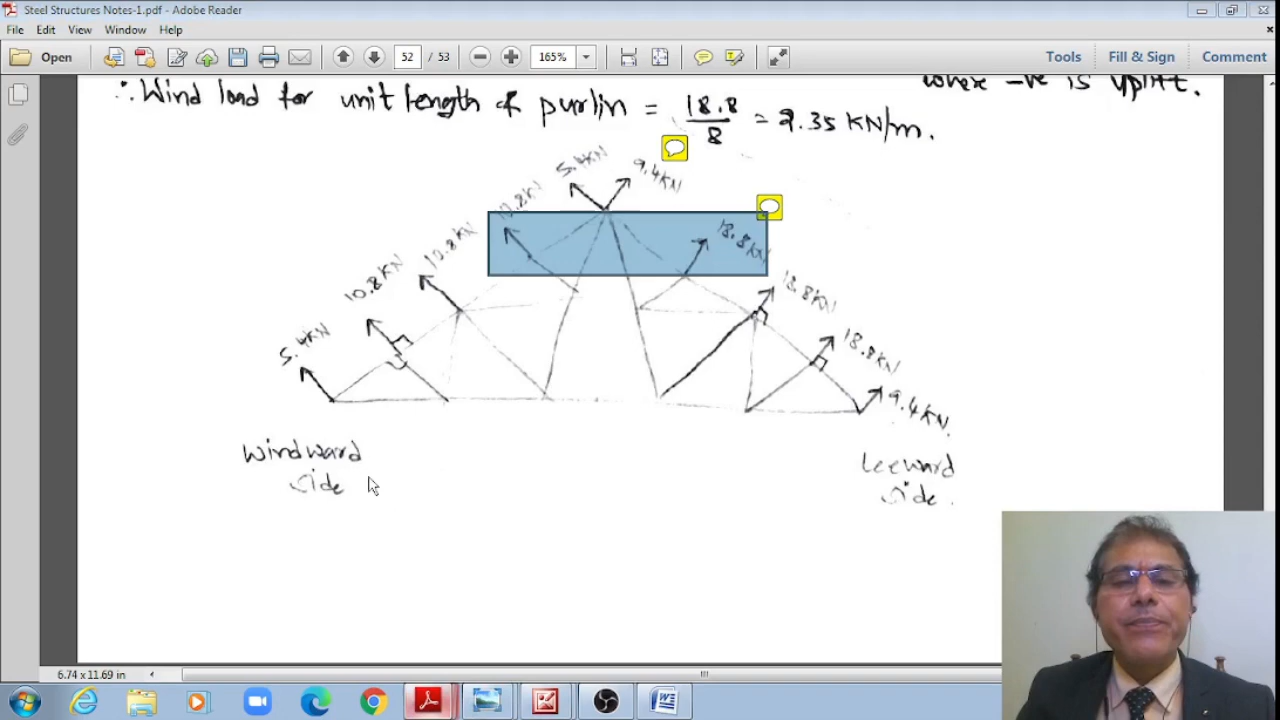 Steel Structures Notes-1.pdf - Adobe Reader
File Edit View Window Help
Open 52 / 53 165% Tools Fill & Sign Comment
where -ve is uplift.
∴ Wind load for unit length of purlin = 18.8/8 = 2.35 KN/m.
5.4KN 9.4KN
10.8KN
10.8KN 18.8KN
10.8KN 18.8KN
5.4KN 18.8KN
9.4KN.
Windward Leeward
side side.
6.74 x 11.69 in